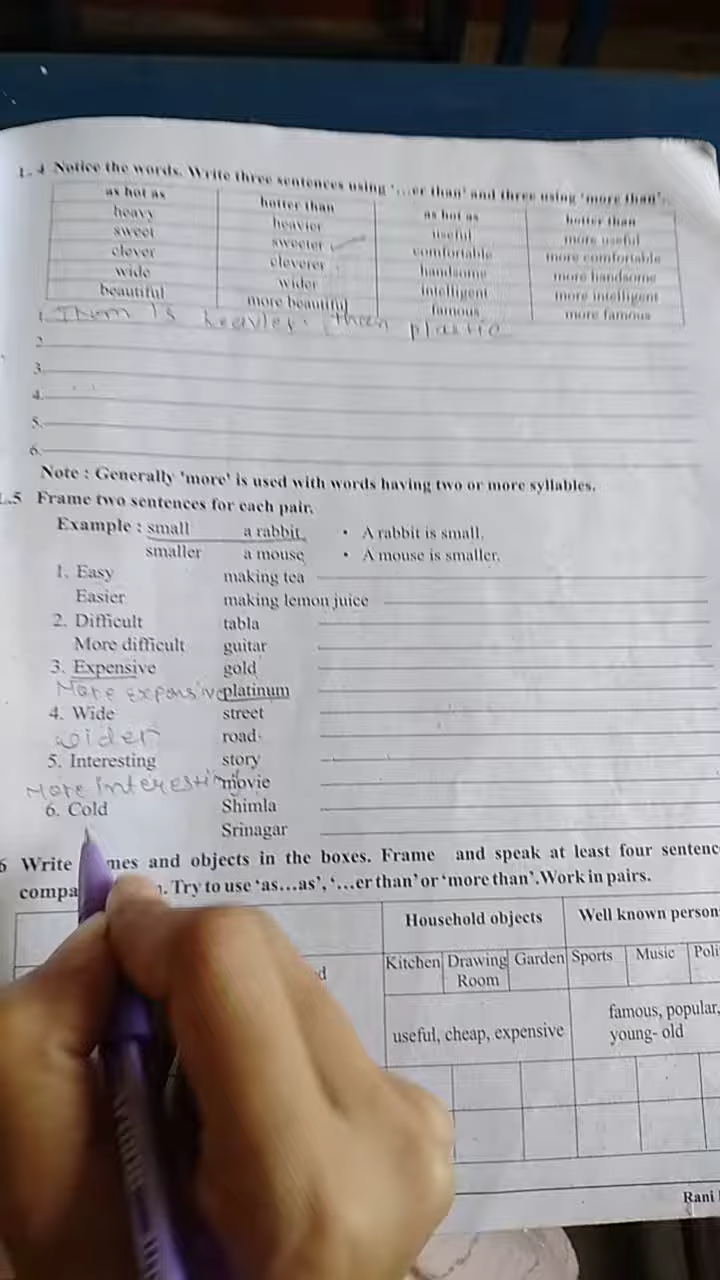 1.4 Notice the words. Write three sentences using '...er than' and three using 'more than'.
as hot as hotter than as hot as hotter than
heavy heavier useful more useful
sweet sweeter comfortable more comfortable
clever cleverer handsome more handsome
wide wider intelligent more intelligent
beautiful more beautiful famous more famous
1. is heavier than plastic
2.
3.
4.
5.
6.
Note : Generally 'more' is used with words having two or more syllables.
1.5 Frame two sentences for each pair.
Example : small a rabbit • A rabbit is small.
smaller a mouse • A mouse is smaller.
1. Easy making tea
Easier making lemon juice
2. Difficult tabla
More difficult guitar
3. Expensive gold
More expensive platinum
4. Wide street
wider road
5. Interesting story
More interesting movie
6. Cold Shimla
Srinagar
6 Write and objects in the boxes. Frame and speak at least four
Try to use 'as...as', '...er than' or 'more than'. Work in pairs.
Household objects Well known
Kitchen Drawing Room Garden Sports Music
useful, cheap, expensive famous, popular,
young- old
Rani